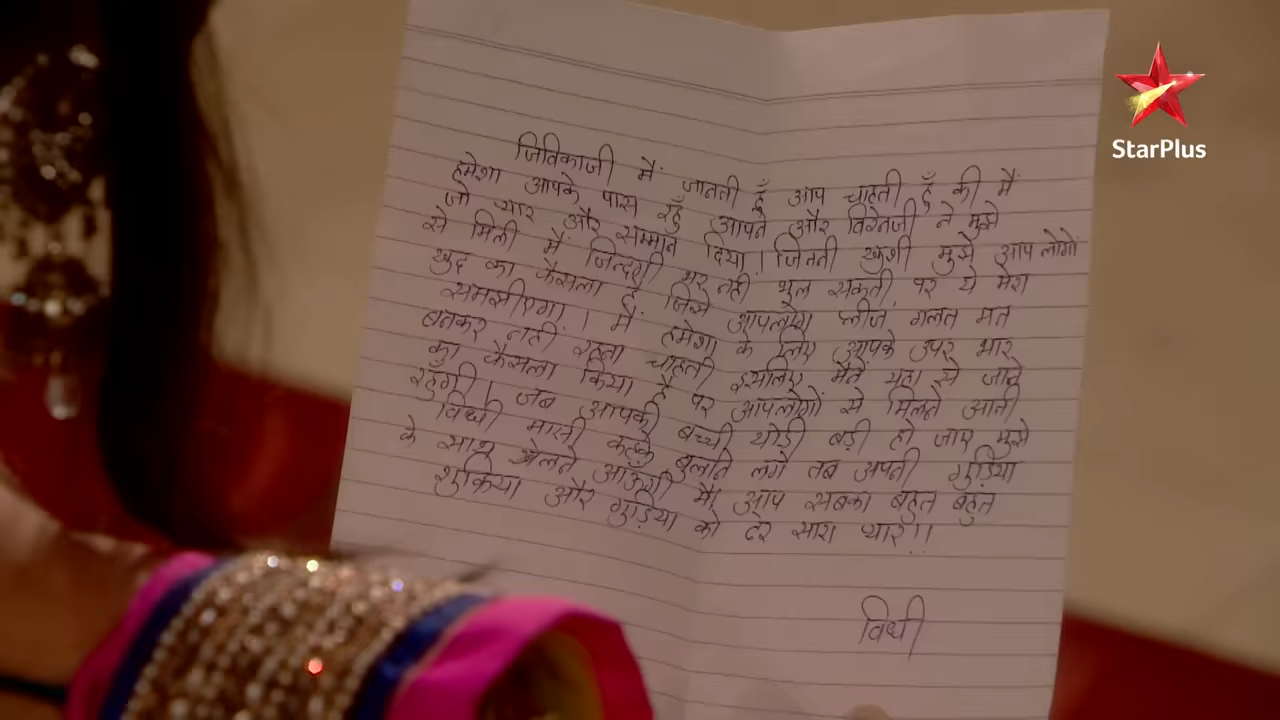 जिविकाजी मैं जानती हूँ आप चाहती हैं की मैं
हमेशा आपके पास रहुँ आपने और विरेनजी ने मुझे
जो प्यार और सम्मान दिया। जितनी खुशी मुझे आप लोगों
से मिली मैं जिन्दगी भर नही भूल सकती, पर ये मेरा
खुद का फैसला है जिसे आपलोग प्लीज गलत मत
समझीएगा। मैं हमेशा के लिए आपके उपर भार
बनकर नहीं रहना चाहती इसलिए मैंने यहा से जाने
का फैसला किया है पर आपलोगों से मिलने आती
रहुँगी। जब आपकी बच्ची थोड़ी बड़ी हो जाए मुझे
विधी मासी कहके बुलाने लगे तब अपनी गुड़िया
के साथ खेलने आऊंगी मैं। आप सबका बहुत बहुत
शुक्रिया और गुड़िया को ढेर सारा प्यार!!
विधी
StarPlus